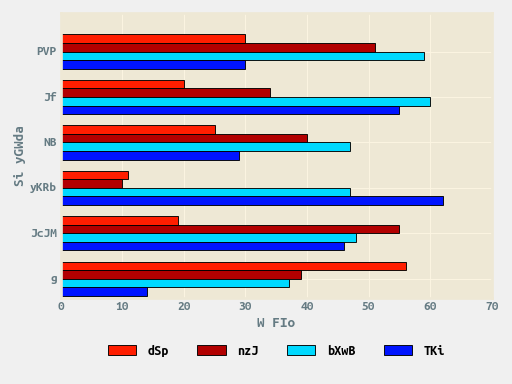 Si yGWda
PVP
Jf
NB
yKRb
JcJM
g
0 10 20 30 40 50 60 70
W FIo
dSp nzJ bXwB TKi